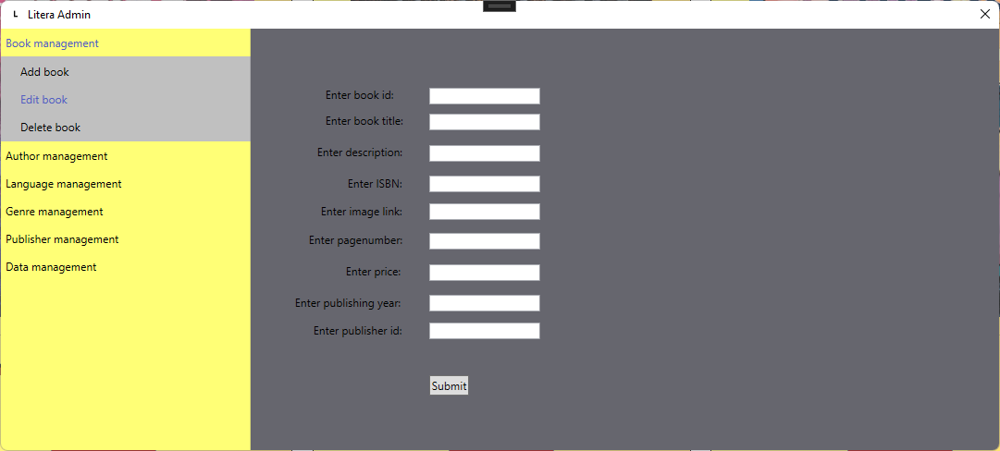 Litera Admin
Book management
Add book
Edit book
Delete book
Author management
Language management
Genre management
Publisher management
Data management
Enter book id:
Enter book title:
Enter description:
Enter ISBN:
Enter image link:
Enter pagenumber:
Enter price:
Enter publishing year:
Enter publisher id:
Submit